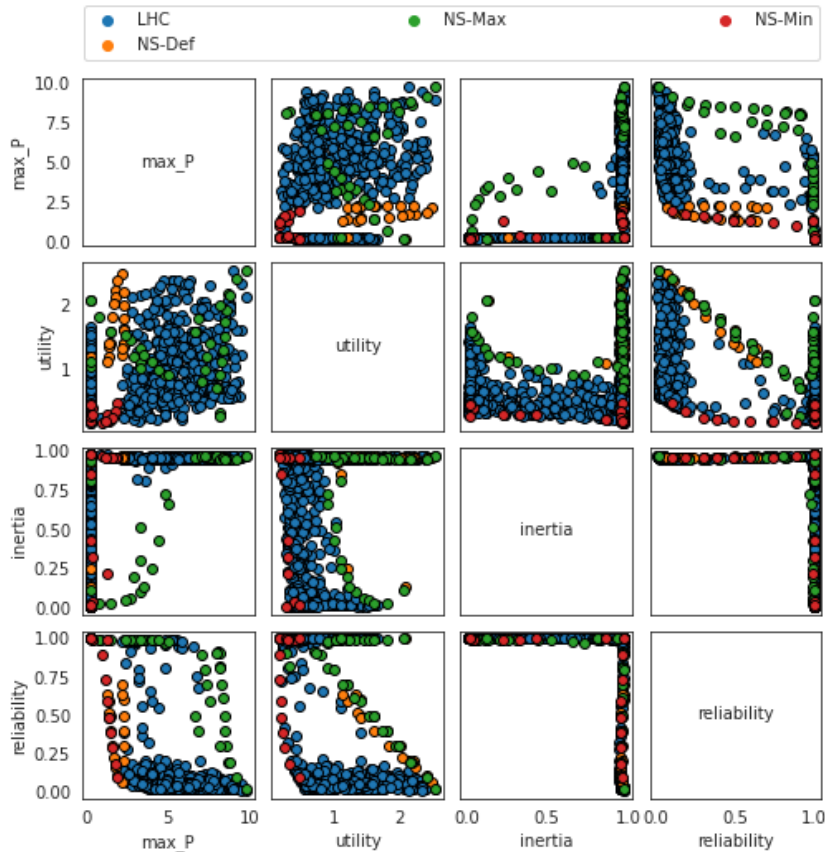 LHC NS-Max NS-Min
NS-Def
10.0
7.5
5.0
2.5
0.0
max_P
max_P
2
1
utility
utility
1.00
0.75
0.50
0.25
0.00
inertia
inertia
1.00
0.75
0.50
0.25
0.00
reliability
reliability
0 5 10 1 2 0.0 0.5 1.0 0.0 0.5 1.0
max_P utility inertia reliability